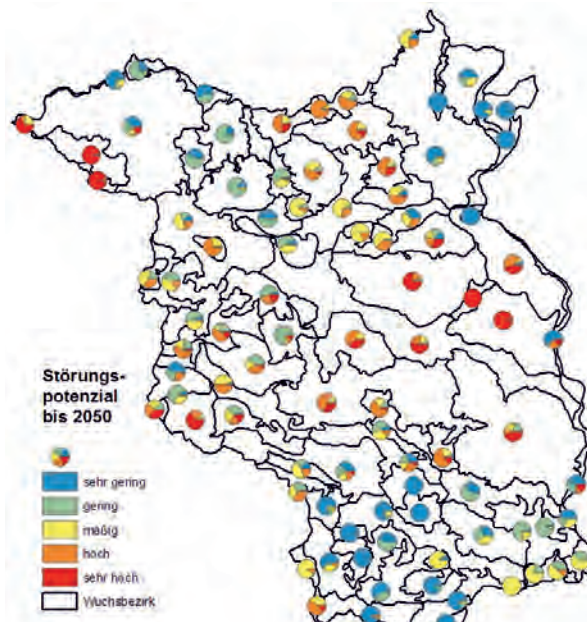 Störungs-
potenzial
bis 2050
sehr gering
gering
mäßig
hoch
sehr hoch
Wuchsbezirk